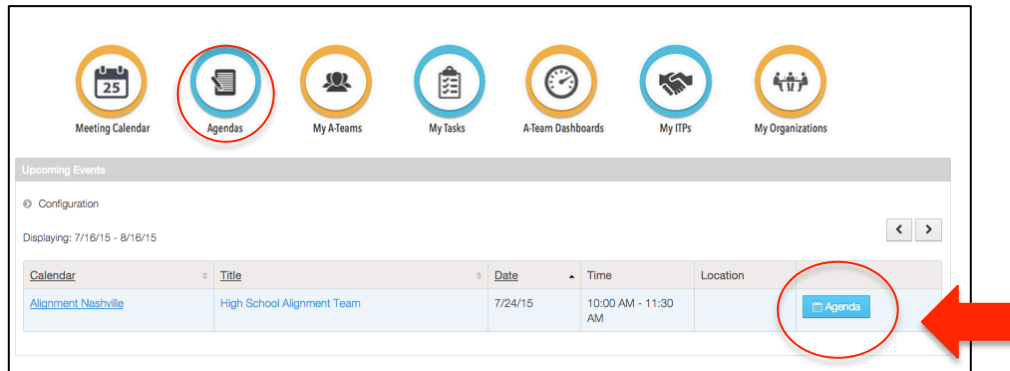 25
Meeting Calendar Agendas My A-Teams My Tasks A-Team Dashboards My ITPs My Organizations
Upcoming Events
Configuration
Displaying: 7/16/15 - 8/16/15
Calendar Title Date Time Location
Alignment Nashville High School Alignment Team 7/24/15 10:00 AM - 11:30 Agenda
AM